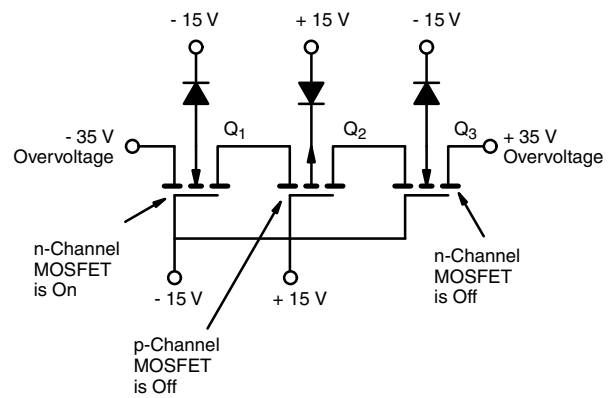 - 15 V
+ 15 V
- 15 V
Q1
Q2
Q3
- 35 V
Overvoltage
+ 35 V
Overvoltage
n-Channel
MOSFET
is On
- 15 V
+ 15 V
n-Channel
MOSFET
is Off
p-Channel
MOSFET
is Off